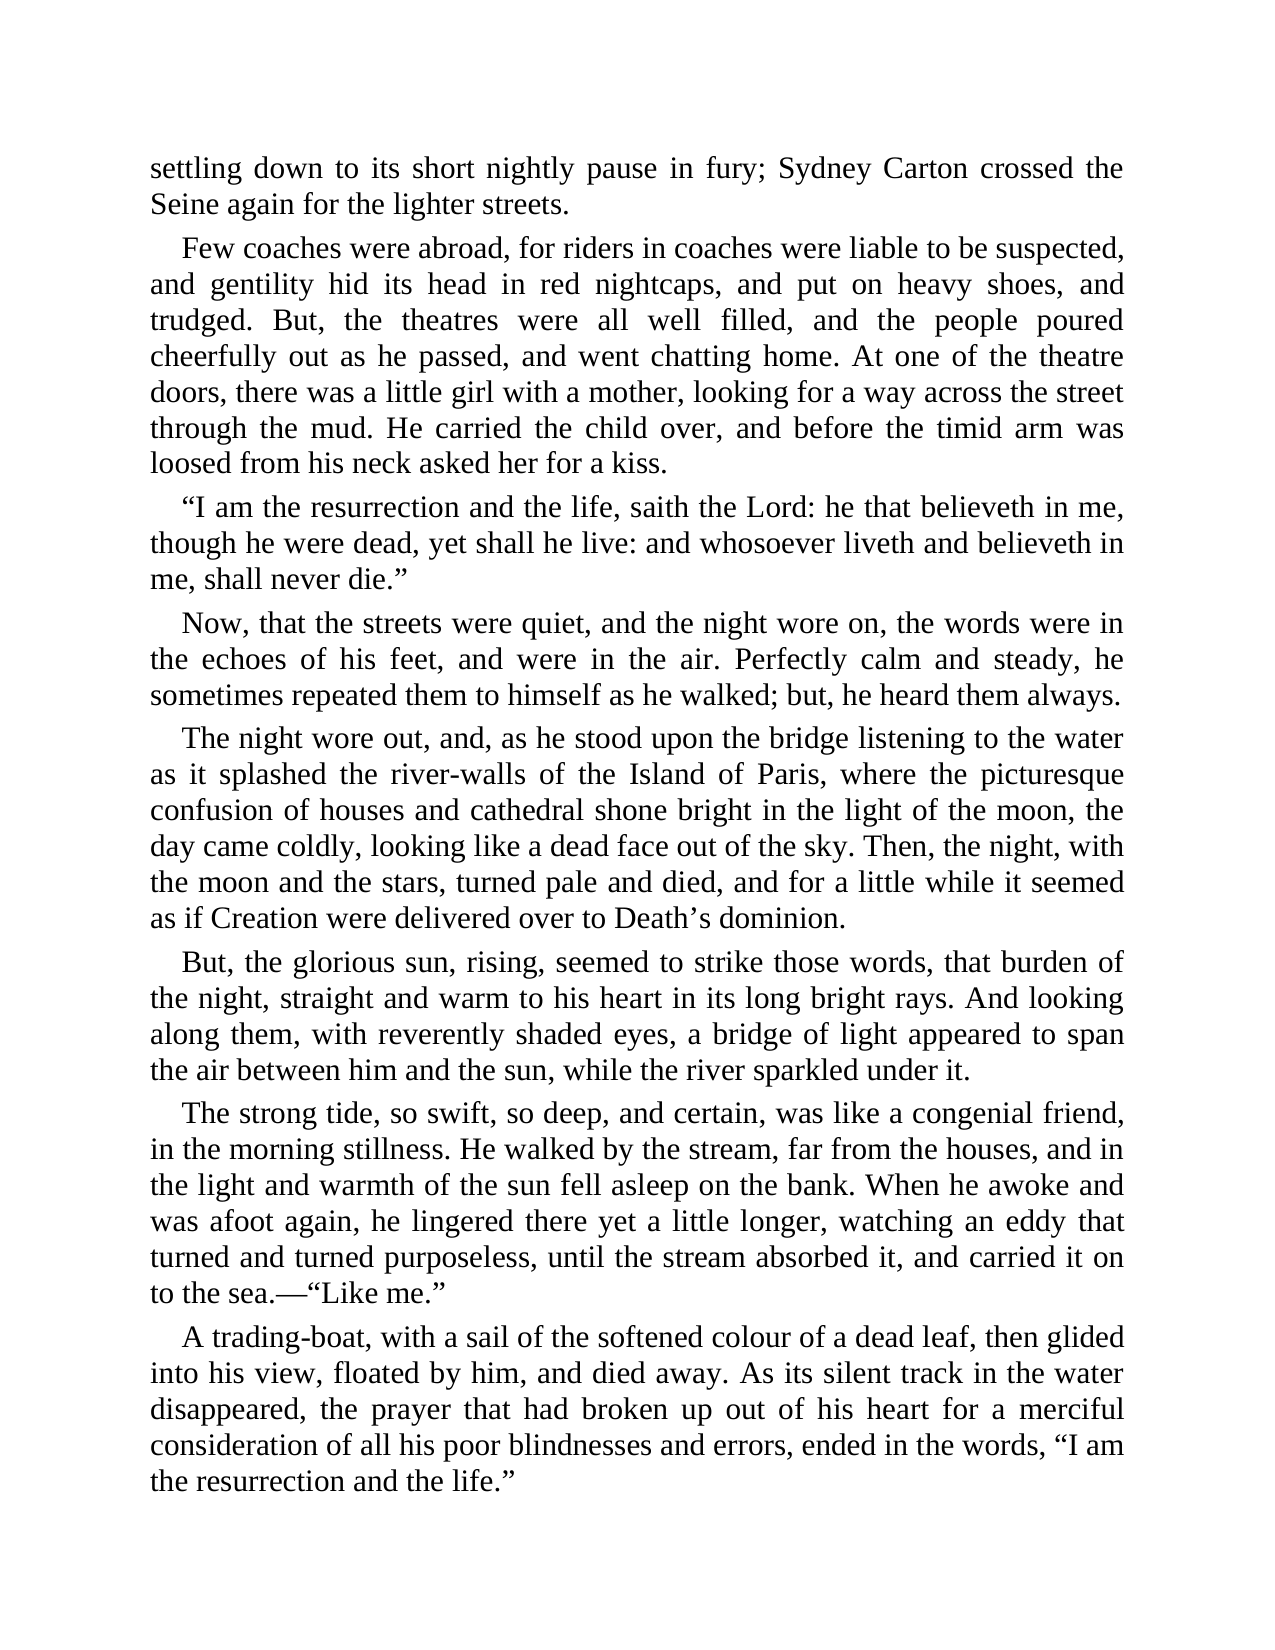 settling down to its short nightly pause in fury; Sydney Carton crossed the
Seine again for the lighter streets.
Few coaches were abroad, for riders in coaches were liable to be suspected,
and gentility hid its head in red nightcaps, and put on heavy shoes, and
trudged. But, the theatres were all well filled, and the people poured
cheerfully out as he passed, and went chatting home. At one of the theatre
doors, there was a little girl with a mother, looking for a way across the street
through the mud. He carried the child over, and before the timid arm was
loosed from his neck asked her for a kiss.
“I am the resurrection and the life, saith the Lord: he that believeth in me,
though he were dead, yet shall he live: and whosoever liveth and believeth in
me, shall never die.”
Now, that the streets were quiet, and the night wore on, the words were in
the echoes of his feet, and were in the air. Perfectly calm and steady, he
sometimes repeated them to himself as he walked; but, he heard them always.
The night wore out, and, as he stood upon the bridge listening to the water
as it splashed the river-walls of the Island of Paris, where the picturesque
confusion of houses and cathedral shone bright in the light of the moon, the
day came coldly, looking like a dead face out of the sky. Then, the night, with
the moon and the stars, turned pale and died, and for a little while it seemed
as if Creation were delivered over to Death’s dominion.
But, the glorious sun, rising, seemed to strike those words, that burden of
the night, straight and warm to his heart in its long bright rays. And looking
along them, with reverently shaded eyes, a bridge of light appeared to span
the air between him and the sun, while the river sparkled under it.
The strong tide, so swift, so deep, and certain, was like a congenial friend,
in the morning stillness. He walked by the stream, far from the houses, and in
the light and warmth of the sun fell asleep on the bank. When he awoke and
was afoot again, he lingered there yet a little longer, watching an eddy that
turned and turned purposeless, until the stream absorbed it, and carried it on
to the sea.—“Like me.”
A trading-boat, with a sail of the softened colour of a dead leaf, then glided
into his view, floated by him, and died away. As its silent track in the water
disappeared, the prayer that had broken up out of his heart for a merciful
consideration of all his poor blindnesses and errors, ended in the words, “I am
the resurrection and the life.”